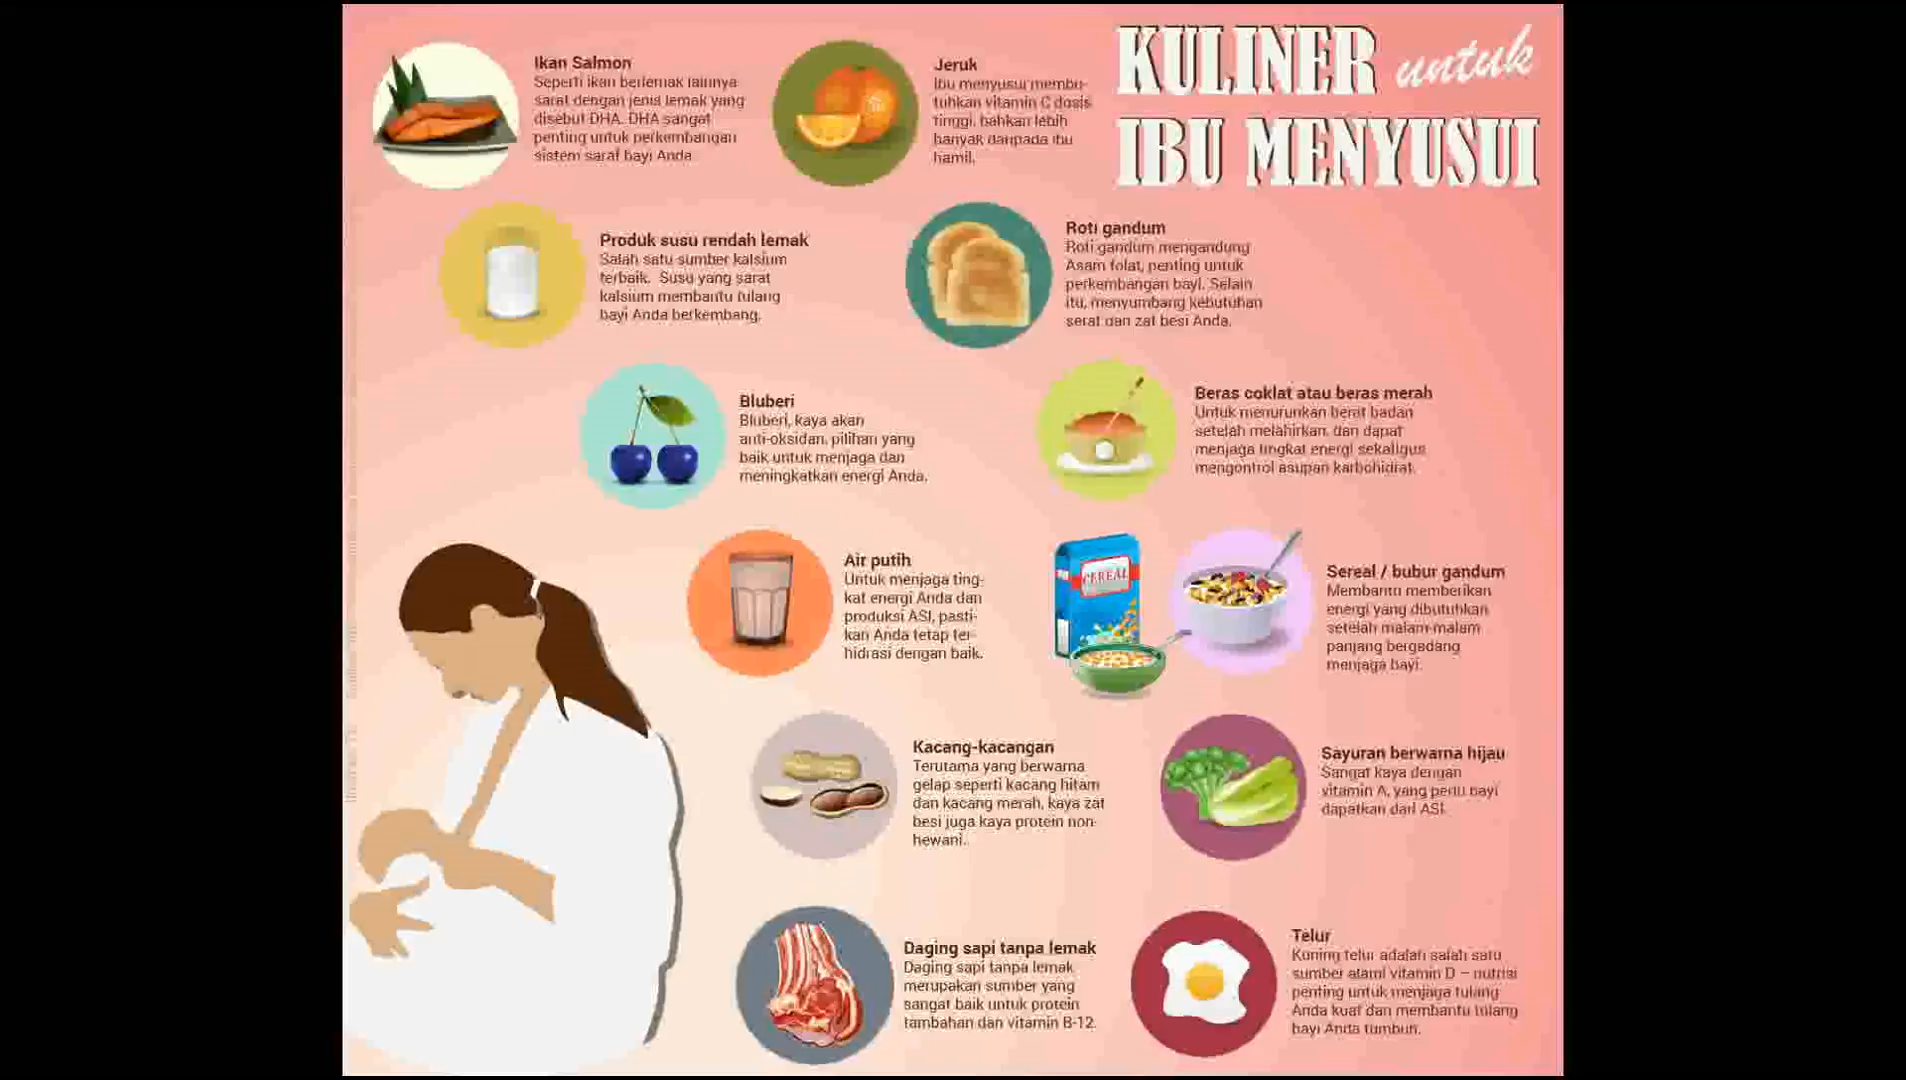 KULINER untuk
IBU MENYUSUI
Ikan Salmon
Seperti ikan berlemak lainnya
sarat dengan jenis lemak yang
disebut DHA. DHA sangat
penting untuk perkembangan
sistem saraf bayi Anda
Jeruk
Ibu menyusui membu-
tuhkan vitamin C dosis
tinggi, bahkan lebih
banyak daripada ibu
hamil.
Produk susu rendah lemak
Salah satu sumber kalsium
terbaik. Susu yang sarat
kalsium membantu tulang
bayi Anda berkembang.
Roti gandum
Roti gandum mengandung
Asam folat, penting untuk
perkembangan bayi. Selain
itu, menyumbang kebutuhan
serat dan zat besi Anda.
Bluberi
Bluberi, kaya akan
anti-oksidan, pilihan yang
baik untuk menjaga dan
meningkatkan energi Anda.
Beras coklat atau beras merah
Untuk menurunkan berat badan
setelah melahirkan, dan dapat
menjaga tingkat energi sekaligus
mengontrol asupan karbohidrat.
Air putih
Untuk menjaga ting-
kat energi Anda dan
produksi ASI, pasti-
kan Anda tetap ter-
hidrasi dengan baik.
CEREAL
Sereal / bubur gandum
Membantu memberikan
energi yang dibutuhkan
setelah malam-malam
panjang bergadang
menjaga bayi.
Kacang-kacangan
Terutama yang berwarna
gelap seperti kacang hitam
dan kacang merah, kaya zat
besi juga kaya protein non-
hewani.
Sayuran berwarna hijau
Sangat kaya dengan
vitamin A, yang perlu bayi
dapatkan dari ASI.
Daging sapi tanpa lemak
Daging sapi tanpa lemak
merupakan sumber yang
sangat baik untuk protein
tambahan dan vitamin B-12.
Telur
Kuning telur adalah salah satu
sumber alami vitamin D – nutrisi
penting untuk menjaga tulang
Anda kuat dan membantu tulang
bayi Anda tumbuh.